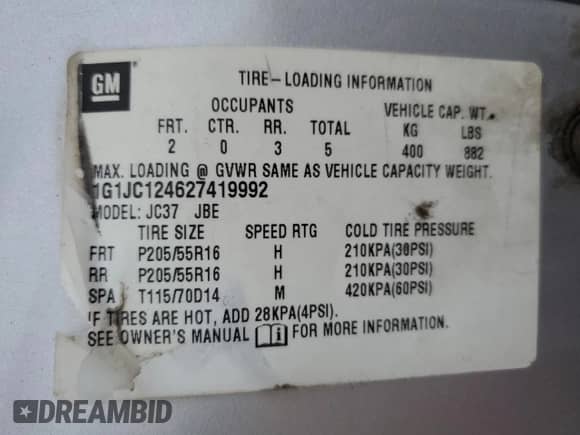 GM
TIRE-LOADING INFORMATION
OCCUPANTS VEHICLE CAP. WT.
FRT. CTR. RR. TOTAL KG LBS
2 0 3 5 400 882
MAX. LOADING @ GVWR SAME AS VEHICLE CAPACITY WEIGHT.
1G1JC124627419992
MODEL: JC37 JBE
TIRE SIZE SPEED RTG COLD TIRE PRESSURE
FRT P205/55R16 H 210KPA(30PSI)
RR P205/55R16 H 210KPA(30PSI)
SPA T115/70D14 M 420KPA(60PSI)
IF TIRES ARE HOT, ADD 28KPA(4PSI).
SEE OWNER'S MANUAL FOR MORE INFORMATION.
DREAMBID